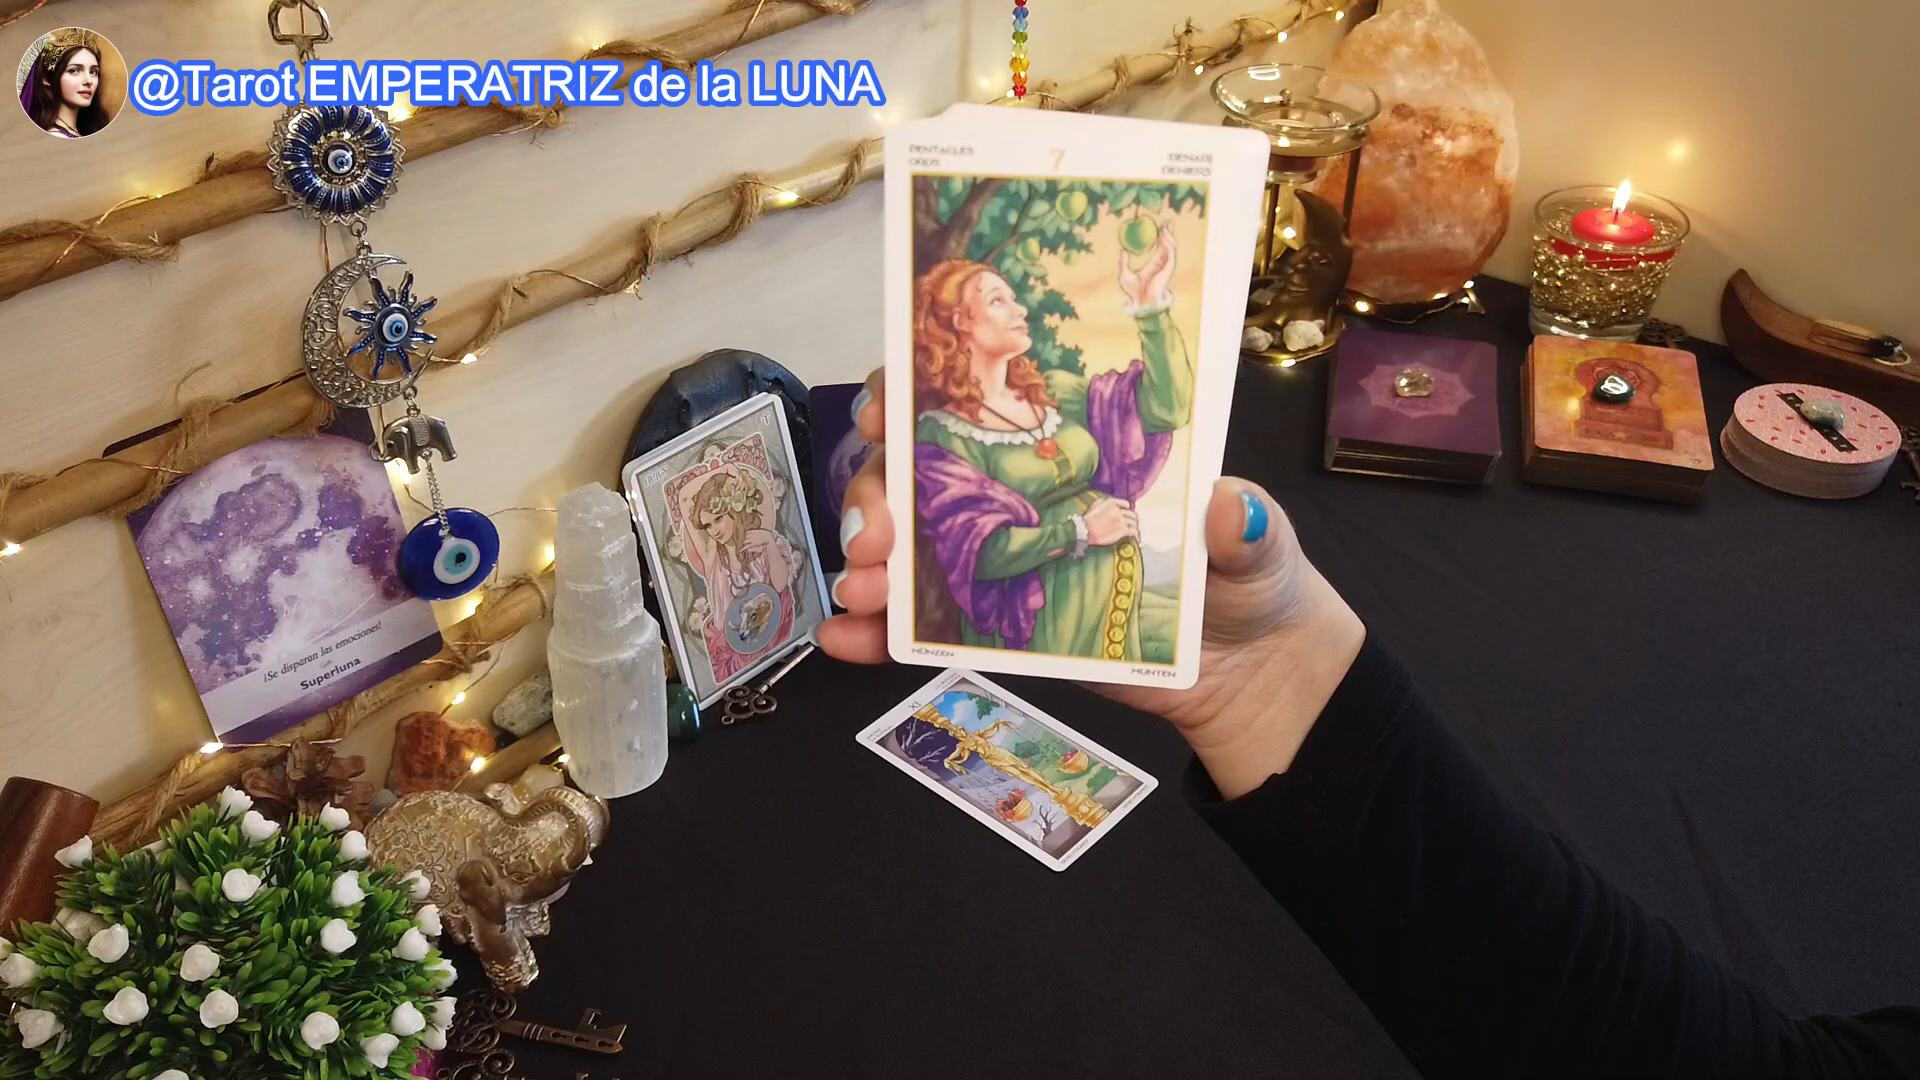 @Tarot EMPERATRIZ de la LUNA
PENTACLES
OROS
7
DENARI
DENIERS
MÜNZEN
MUNTEN
¡Se disparan las emociones!
Superluna
XI